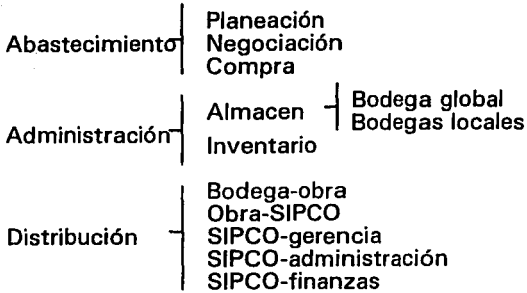 Abastecimiento
Planeación
Negociación
Compra
Administración
Almacen
Bodega global
Bodegas locales
Inventario
Distribución
Bodega-obra
Obra-SIPCO
SIPCO-gerencia
SIPCO-administración
SIPCO-finanzas